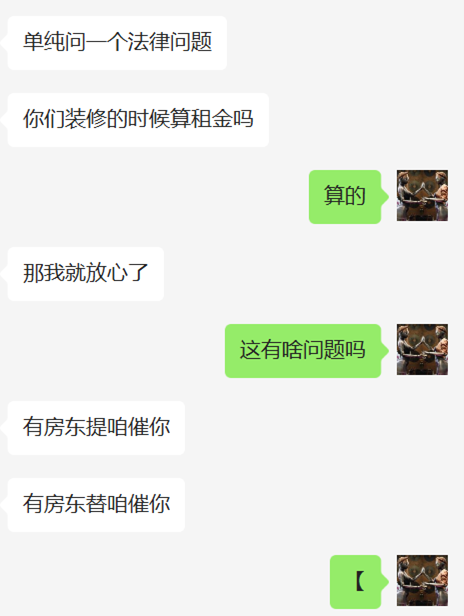 单纯问一个法律问题
你们装修的时候算租金吗
算的
那我就放心了
这有啥问题吗
有房东提咱催你
有房东替咱催你
【